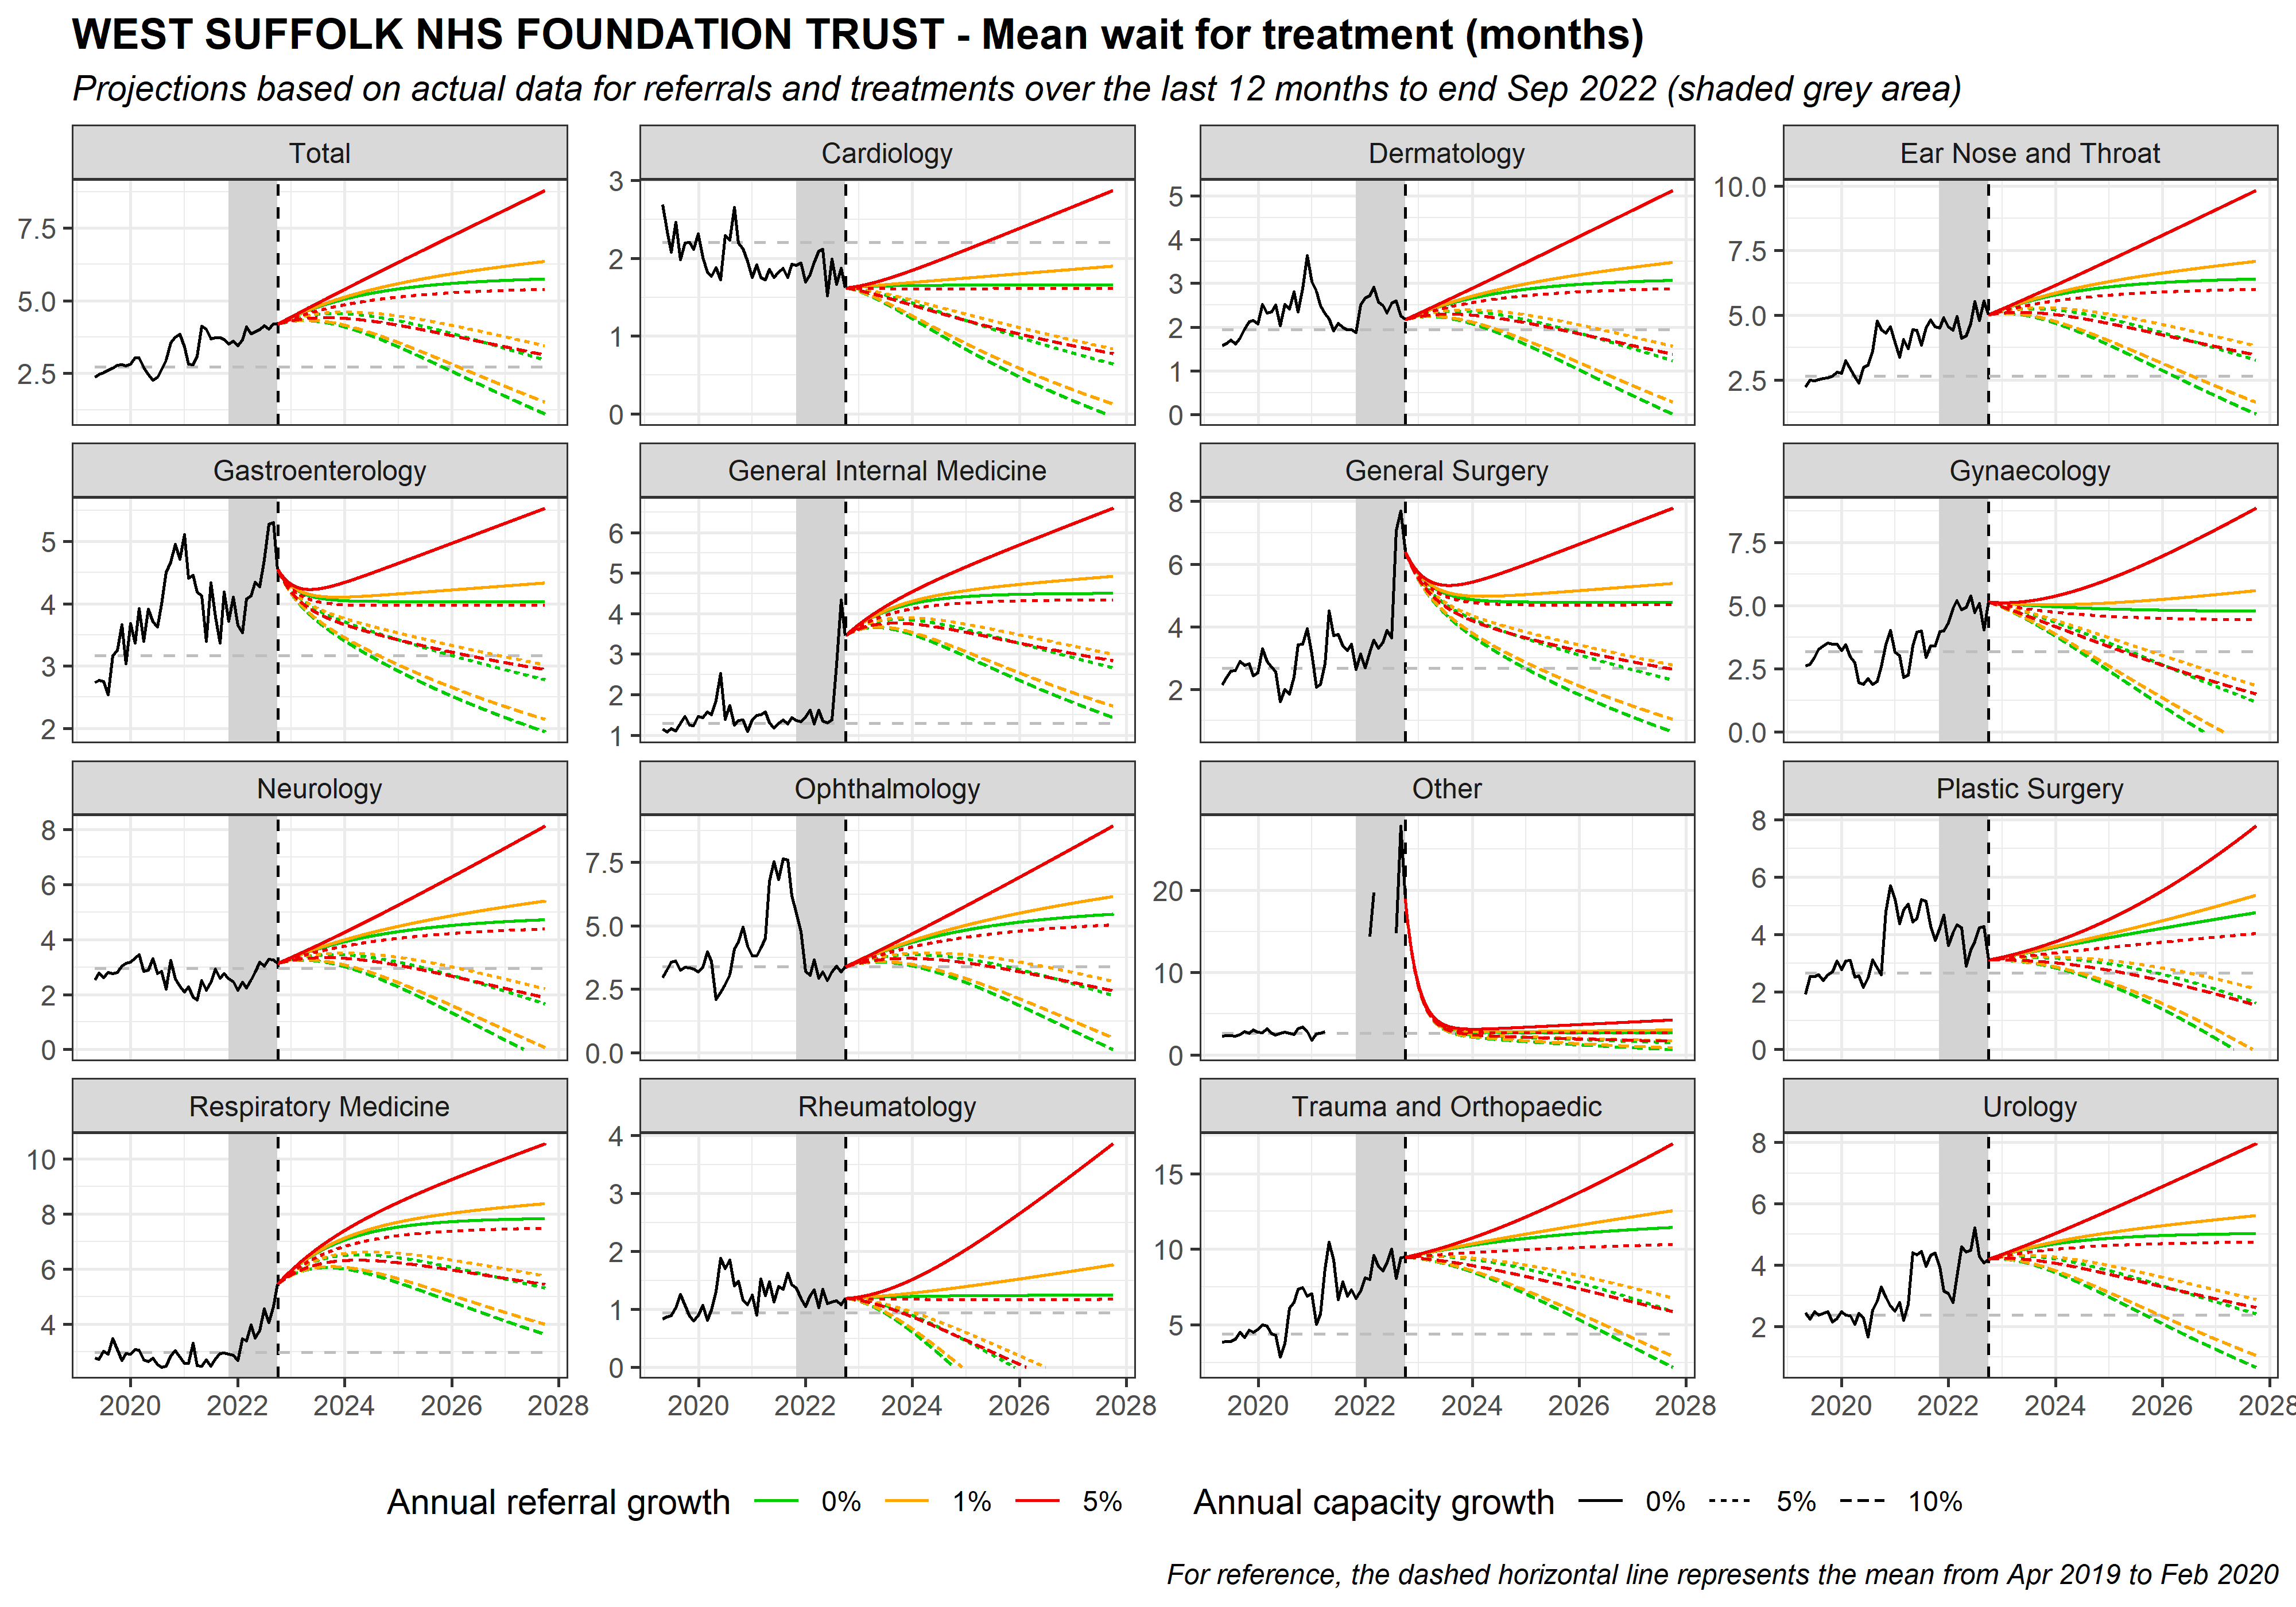 WEST SUFFOLK NHS FOUNDATION TRUST - Mean wait for treatment (months)
Projections based on actual data for referrals and treatments over the last 12 months to end Sep 2022 (shaded grey area)
Total Cardiology Dermatology Ear Nose and Throat
7.5 5.0 2.5
3 2 1 0
5 4 3 2 1 0
10.0 7.5 5.0 2.5
Gastroenterology General Internal Medicine General Surgery Gynaecology
5 4 3 2
6 5 4 3 2 1
8 6 4 2
7.5 5.0 2.5 0.0
Neurology Ophthalmology Other Plastic Surgery
8 6 4 2 0
7.5 5.0 2.5 0.0
20 10 0
8 6 4 2 0
Respiratory Medicine Rheumatology Trauma and Orthopaedic Urology
10 8 6 4
4 3 2 1 0
15 10 5
8 6 4 2
2020 2022 2024 2026 2028 2020 2022 2024 2026 2028 2020 2022 2024 2026 2028 2020 2022 2024 2026 2028
Annual referral growth 0% 1% 5% Annual capacity growth 0% 5% 10%
For reference, the dashed horizontal line represents the mean from Apr 2019 to Feb 2020